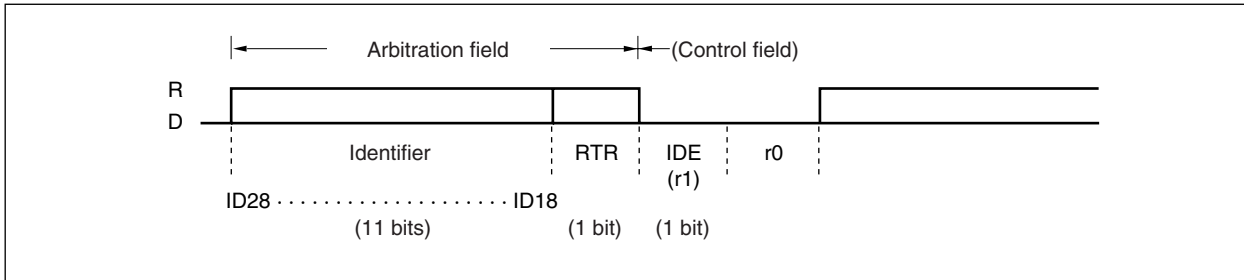 Arbitration field (Control field)
R
D
Identifier RTR IDE r0
(r1)
ID28 · · · · · · · · · · · · · · · · · · · · ID18
(11 bits) (1 bit) (1 bit)